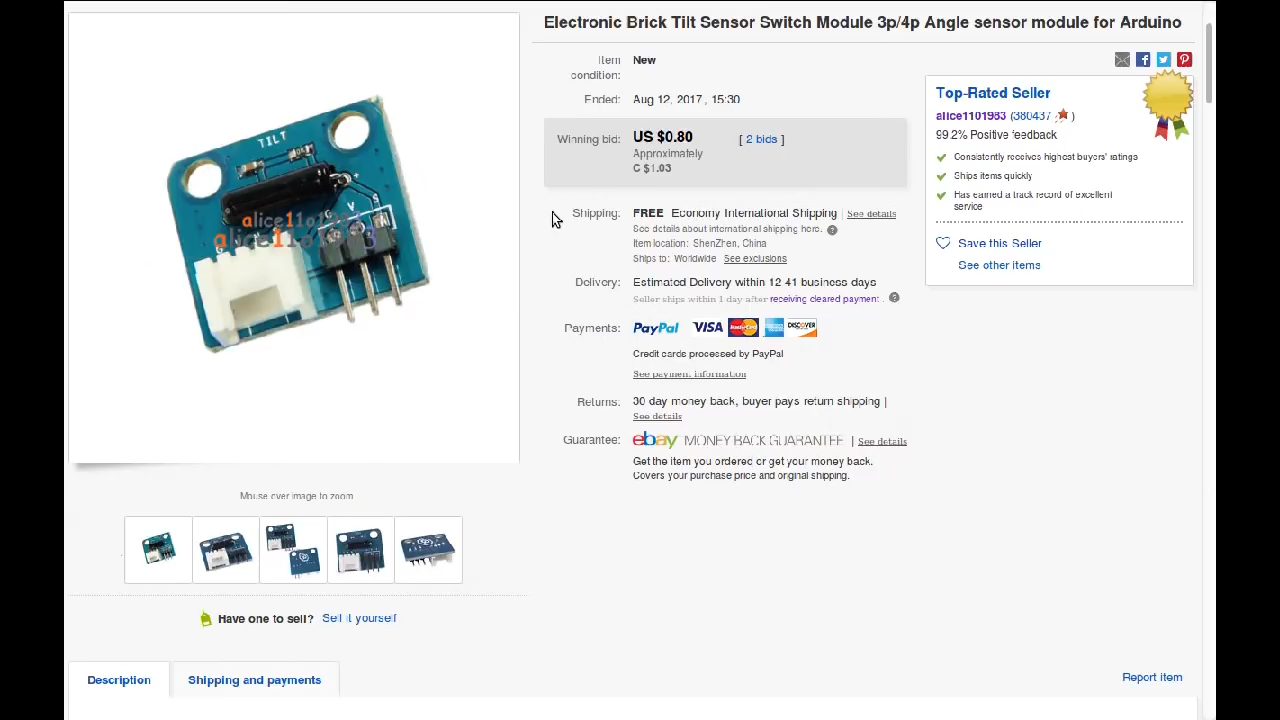 Electronic Brick Tilt Sensor Switch Module 3p/4p Angle sensor module for Arduino
Item condition: New
Ended: Aug 12, 2017 , 15:30
Winning bid: US $0.80 [ 2 bids ]
Approximately
C $1.03
Shipping: FREE Economy International Shipping | See details
See details about international shipping here. ?
Item location: ShenZhen, China
Ships to: Worldwide See exclusions
Delivery: Estimated Delivery within 12-41 business days
Seller ships within 1 day after receiving cleared payment . ?
Payments: PayPal VISA MasterCard AMERICAN EXPRESS DISCOVER
Credit cards processed by PayPal
See payment information
Returns: 30 day money back, buyer pays return shipping |
See details
Guarantee: ebay MONEY BACK GUARANTEE | See details
Get the item you ordered or get your money back.
Covers your purchase price and original shipping.
Top-Rated Seller
alice1101983 (380437 )
99.2% Positive feedback
Consistently receives highest buyers' ratings
Ships items quickly
Has earned a track record of excellent
service
Save this Seller
See other items
TILT
G V S
Mouse over image to zoom
Have one to sell? Sell it yourself
Description
Shipping and payments
Report item